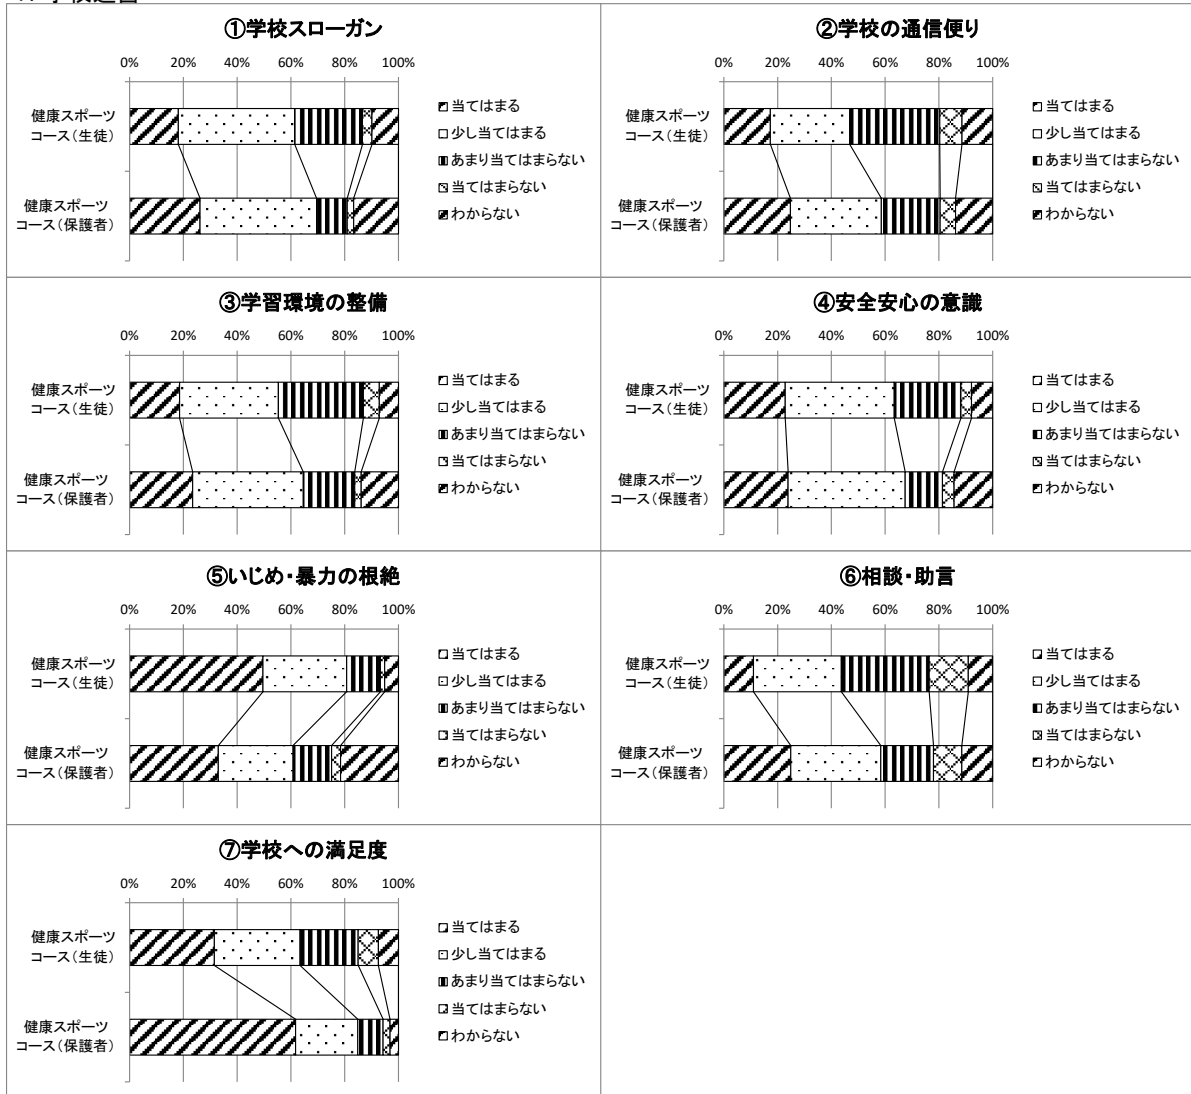 ①学校スローガン
0% 20% 40% 60% 80% 100%
健康スポーツ
コース（生徒）
健康スポーツ
コース（保護者）
当てはまる
少し当てはまる
あまり当てはまらない
当てはまらない
わからない
②学校の通信便り
0% 20% 40% 60% 80% 100%
健康スポーツ
コース（生徒）
健康スポーツ
コース（保護者）
当てはまる
少し当てはまる
あまり当てはまらない
当てはまらない
わからない
③学習環境の整備
0% 20% 40% 60% 80% 100%
健康スポーツ
コース（生徒）
健康スポーツ
コース（保護者）
当てはまる
少し当てはまる
あまり当てはまらない
当てはまらない
わからない
④安全安心の意識
0% 20% 40% 60% 80% 100%
健康スポーツ
コース（生徒）
健康スポーツ
コース（保護者）
当てはまる
少し当てはまる
あまり当てはまらない
当てはまらない
わからない
⑤いじめ・暴力の根絶
0% 20% 40% 60% 80% 100%
健康スポーツ
コース（生徒）
健康スポーツ
コース（保護者）
当てはまる
少し当てはまる
あまり当てはまらない
当てはまらない
わからない
⑥相談・助言
0% 20% 40% 60% 80% 100%
健康スポーツ
コース（生徒）
健康スポーツ
コース（保護者）
当てはまる
少し当てはまる
あまり当てはまらない
当てはまらない
わからない
⑦学校への満足度
0% 20% 40% 60% 80% 100%
健康スポーツ
コース（生徒）
健康スポーツ
コース（保護者）
当てはまる
少し当てはまる
あまり当てはまらない
当てはまらない
わからない